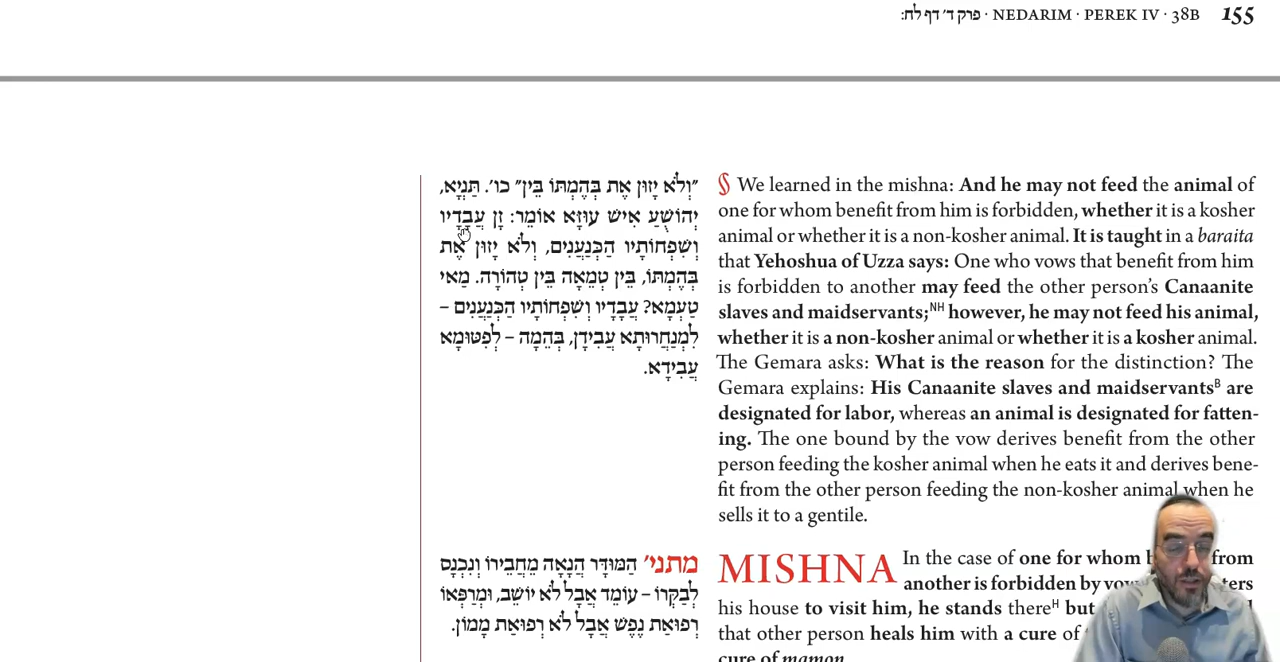 155 פרק ד׳ דף לח: · NEDARIM · PEREK IV · 38B
״וְלֹא יָזוּן אֶת בְּהֶמְתּוֹ בֵּין״ כו׳. תַּנְיָא,
יְהוֹשֻׁעַ אִישׁ עוּזָּא אוֹמֵר: זָן עֲבָדָיו
וְשִׁפְחוֹתָיו הַכְּנַעֲנִים, וְלֹא יָזוּן אֶת
בְּהֶמְתּוֹ, בֵּין טְמֵאָה בֵּין טְהוֹרָה. מַאי
טַעְמָא? עֲבָדָיו וְשִׁפְחוֹתָיו הַכְּנַעֲנִים –
לִמְנַחֲרוּתָא עֲבִידָן, בְּהֵמָה – לְפִטּוּמָא
עֲבִידָא.
§ We learned in the mishna: And he may not feed the animal of
one for whom benefit from him is forbidden, whether it is a kosher
animal or whether it is a non-kosher animal. It is taught in a baraita
that Yehoshua of Uzza says: One who vows that benefit from him
is forbidden to another may feed the other person's Canaanite
slaves and maidservants;NH however, he may not feed his animal,
whether it is a non-kosher animal or whether it is a kosher animal.
The Gemara asks: What is the reason for the distinction? The
Gemara explains: His Canaanite slaves and maidservantsB are
designated for labor, whereas an animal is designated for fatten-
ing. The one bound by the vow derives benefit from the other
person feeding the kosher animal when he eats it and derives bene-
fit from the other person feeding the non-kosher animal when he
sells it to a gentile.
מתני׳ הַמּוּדָּר הֲנָאָה מֵחֲבֵירוֹ וְנִכְנָס
לְבַקְּרוֹ – עוֹמֵד אֲבָל לֹא יוֹשֵׁב, וּמְרַפְּאוֹ
רְפוּאַת נֶפֶשׁ אֲבָל לֹא רְפוּאַת מָמוֹן.
MISHNA In the case of one for whom from
another is forbidden by
his house to visit him, he stands thereH but
that other person heals him with a cure of
cure of mamon